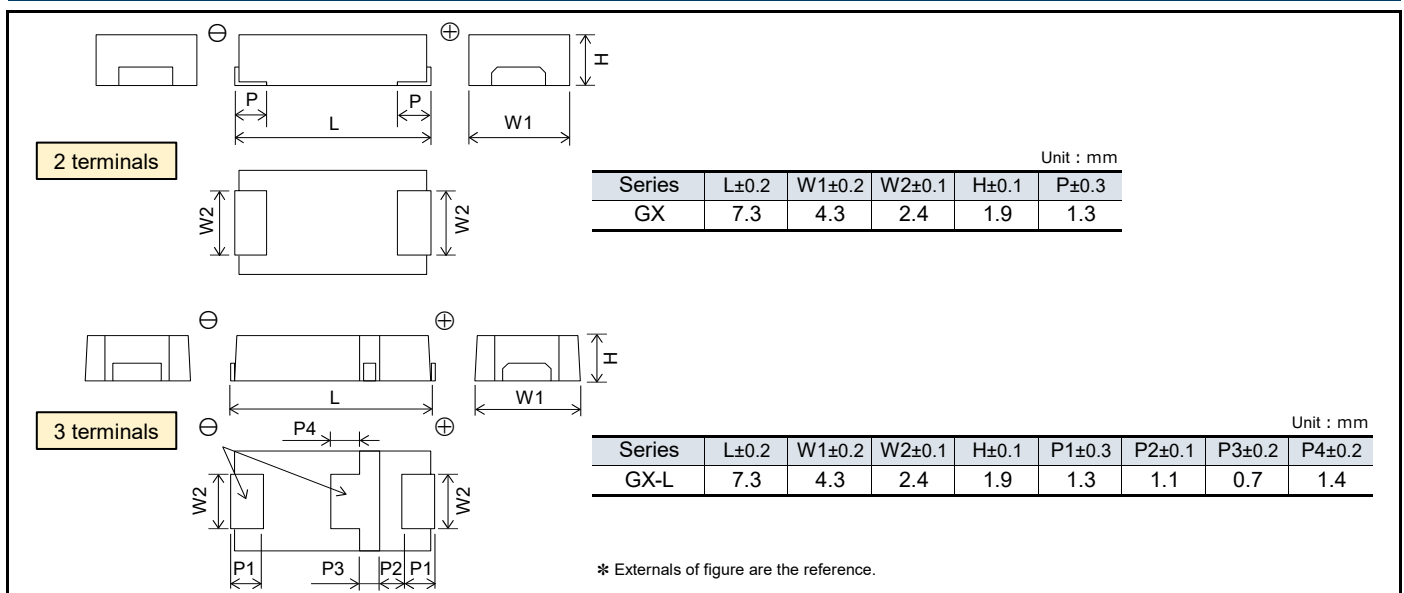 ⊖ ⊕
H
P P
L W1
2 terminals
Unit：mm
Series L±0.2 W1±0.2 W2±0.1 H±0.1 P±0.3
GX 7.3 4.3 2.4 1.9 1.3
W2 W2
⊖ ⊕
H
L W1
3 terminals
⊖ P4 ⊕
Unit：mm
Series L±0.2 W1±0.2 W2±0.1 H±0.1 P1±0.3 P2±0.1 P3±0.2 P4±0.2
GX-L 7.3 4.3 2.4 1.9 1.3 1.1 0.7 1.4
W2 W2
P1 P3 P2 P1
✽ Externals of figure are the reference.